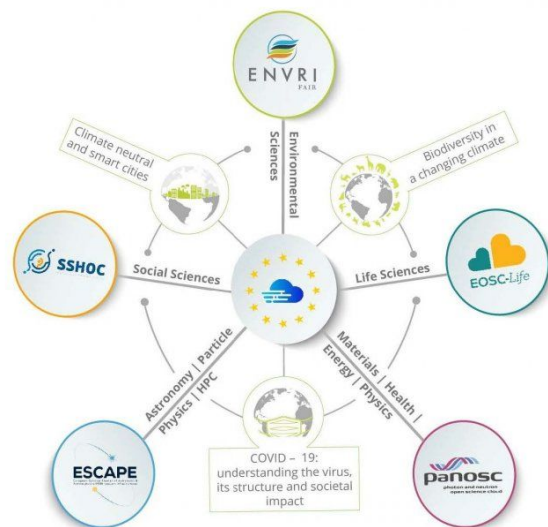 ENVRI
FAIR
Climate neutral
and smart cities
Environmental
Sciences
Biodiversity in
a changing climate
SSHOC
Social Sciences
Life Sciences
EOSC-Life
Astronomy | Particle
Physics | HPC
Materials | Health |
Energy | Physics
ESCAPE
COVID – 19:
understanding the virus,
its structure and societal
impact
panosc
photon and neutron
open science cloud